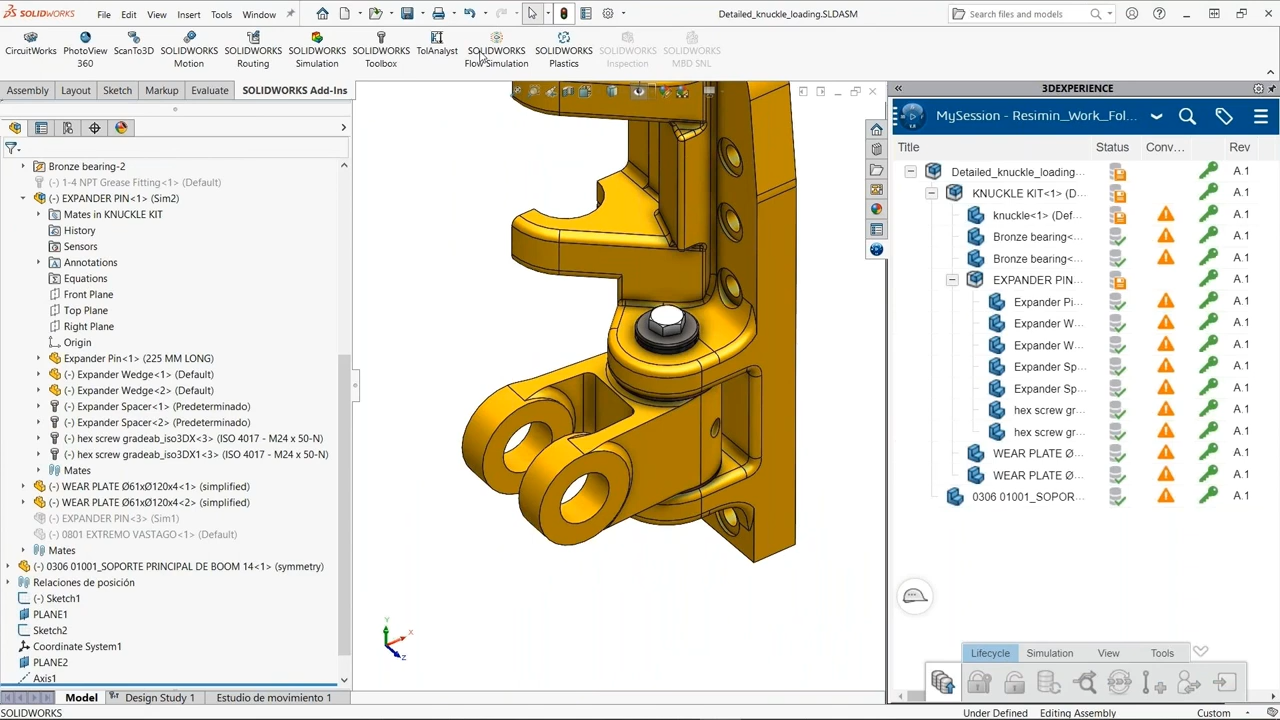 SOLIDWORKS File Edit View Insert Tools Window Detailed_knuckle_loading.SLDASM Search files and models
CircuitWorks PhotoView 360 ScanTo3D SOLIDWORKS Motion SOLIDWORKS Routing SOLIDWORKS Simulation SOLIDWORKS Toolbox TolAnalyst SOLIDWORKS Flow Simulation SOLIDWORKS Plastics SOLIDWORKS Inspection SOLIDWORKS MBD SNL
Assembly Layout Sketch Markup Evaluate SOLIDWORKS Add-Ins
Bronze bearing-2
(-) 1-4 NPT Grease Fitting<1> (Default)
(-) EXPANDER PIN<1> (Sim2)
Mates in KNUCKLE KIT
History
Sensors
Annotations
Equations
Front Plane
Top Plane
Right Plane
Origin
Expander Pin<1> (225 MM LONG)
(-) Expander Wedge<1> (Default)
(-) Expander Wedge<2> (Default)
(-) Expander Spacer<1> (Predeterminado)
(-) Expander Spacer<2> (Predeterminado)
(-) hex screw gradeab_iso3DX<3> (ISO 4017 - M24 x 50-N)
(-) hex screw gradeab_iso3DX1<3> (ISO 4017 - M24 x 50-N)
Mates
(-) WEAR PLATE Ø61xØ120x4<1> (simplified)
(-) WEAR PLATE Ø61xØ120x4<2> (simplified)
(-) EXPANDER PIN<3> (Sim1)
(-) 0801 EXTREMO VASTAGO<1> (Default)
Mates
(-) 0306 01001_SOPORTE PRINCIPAL DE BOOM 14<1> (symmetry)
Relaciones de posición
(-) Sketch1
PLANE1
Sketch2
Coordinate System1
PLANE2
Axis1
Y
X
Z
3DEXPERIENCE
MySession - Resimin_Work_Fol...
Title Status Conv... Rev
Detailed_knuckle_loading... A.1
KNUCKLE KIT<1> (D... A.1
knuckle<1> (Def... A.1
Bronze bearing<... A.1
Bronze bearing<... A.1
EXPANDER PIN... A.1
Expander Pi... A.1
Expander W... A.1
Expander W... A.1
Expander Sp... A.1
Expander Sp... A.1
hex screw gr... A.1
hex screw gr... A.1
WEAR PLATE Ø... A.1
WEAR PLATE Ø... A.1
0306 01001_SOPOR... A.1
Lifecycle Simulation View Tools
Model Design Study 1 Estudio de movimiento 1
SOLIDWORKS Under Defined Editing Assembly Custom